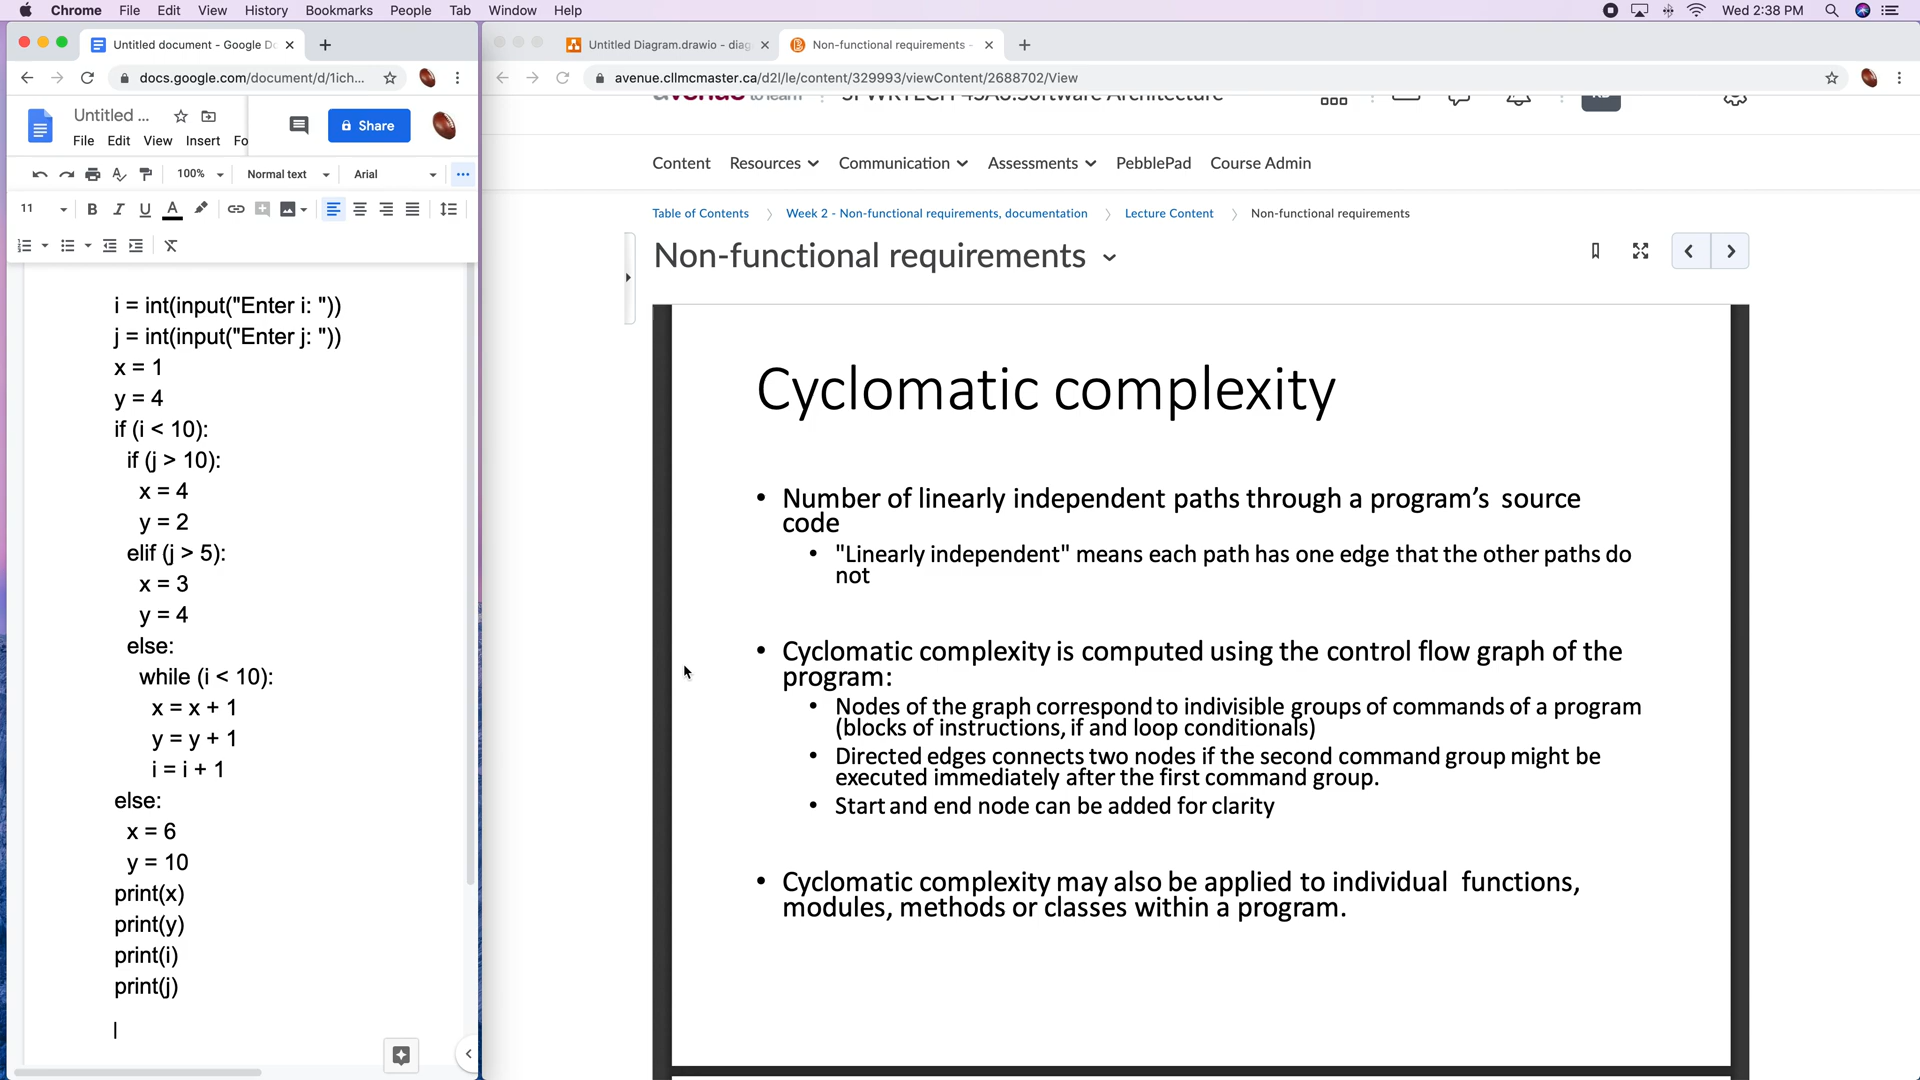 Chrome File Edit View History Bookmarks People Tab Window Help
Wed 2:38 PM
Untitled document - Google Do
Untitled Diagram.drawio - diag
Non-functional requirements -
docs.google.com/document/d/1ich...
avenue.cllmcmaster.ca/d2l/le/content/329993/viewContent/2688702/View
Untitled ...
Share
File Edit View Insert Fo
100% Normal text Arial
11 B I U A
i = int(input("Enter i: "))
j = int(input("Enter j: "))
x = 1
y = 4
if (i < 10):
if (j > 10):
x = 4
y = 2
elif (j > 5):
x = 3
y = 4
else:
while (i < 10):
x = x + 1
y = y + 1
i = i + 1
else:
x = 6
y = 10
print(x)
print(y)
print(i)
print(j)
to learn
Software Architecture
Content Resources Communication Assessments PebblePad Course Admin
Table of Contents Week 2 - Non-functional requirements, documentation Lecture Content Non-functional requirements
Non-functional requirements
Cyclomatic complexity
• Number of linearly independent paths through a program’s source
code
• "Linearly independent" means each path has one edge that the other paths do
not
• Cyclomatic complexity is computed using the control flow graph of the
program:
• Nodes of the graph correspond to indivisible groups of commands of a program
(blocks of instructions, if and loop conditionals)
• Directed edges connects two nodes if the second command group might be
executed immediately after the first command group.
• Start and end node can be added for clarity
• Cyclomatic complexity may also be applied to individual functions,
modules, methods or classes within a program.